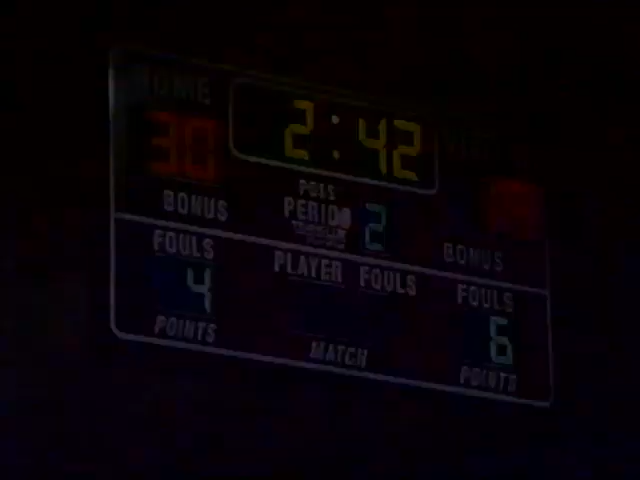 HOME
2:42
30
BONUS
POSS
PERIOD 2
BONUS
FOULS
4
POINTS
PLAYER FOULS
MATCH
FOULS
6
POINTS